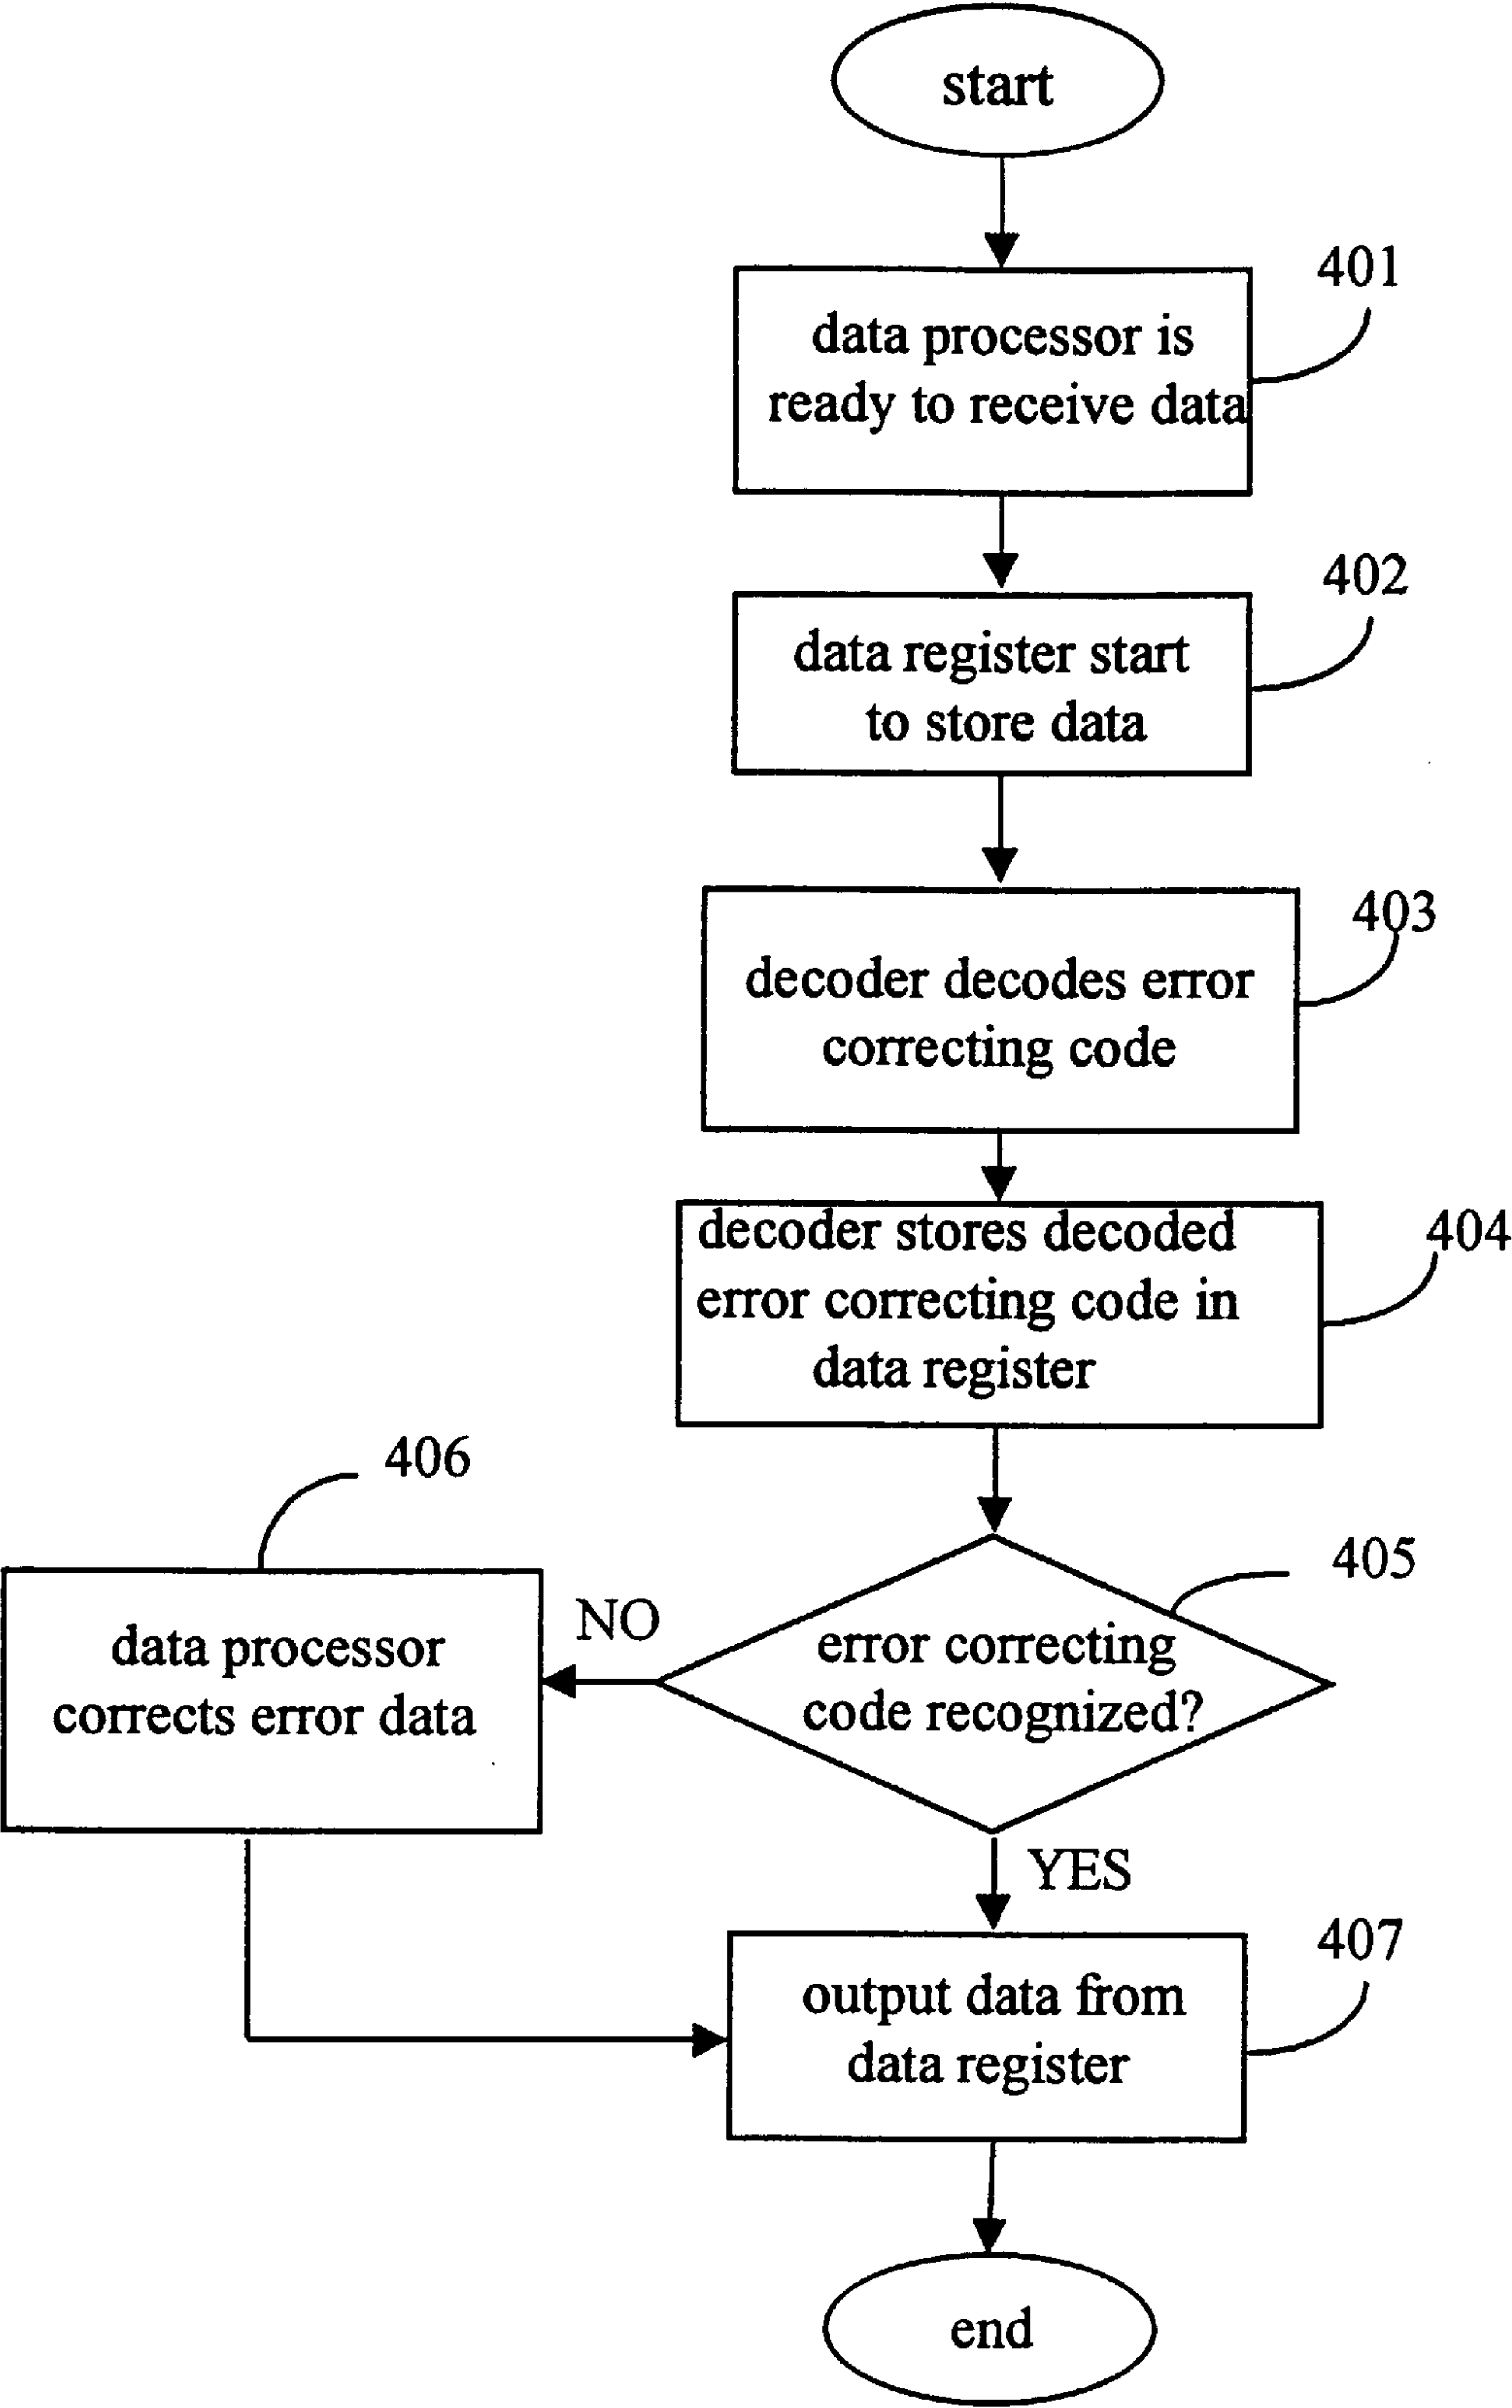 start
401
data processor is
ready to receive data
402
data register start
to store data
403
decoder decodes error
correcting code
404
decoder stores decoded
error correcting code in
data register
406
405
NO
data processor
corrects error data
error correcting
code recognized?
YES
407
output data from
data register
end